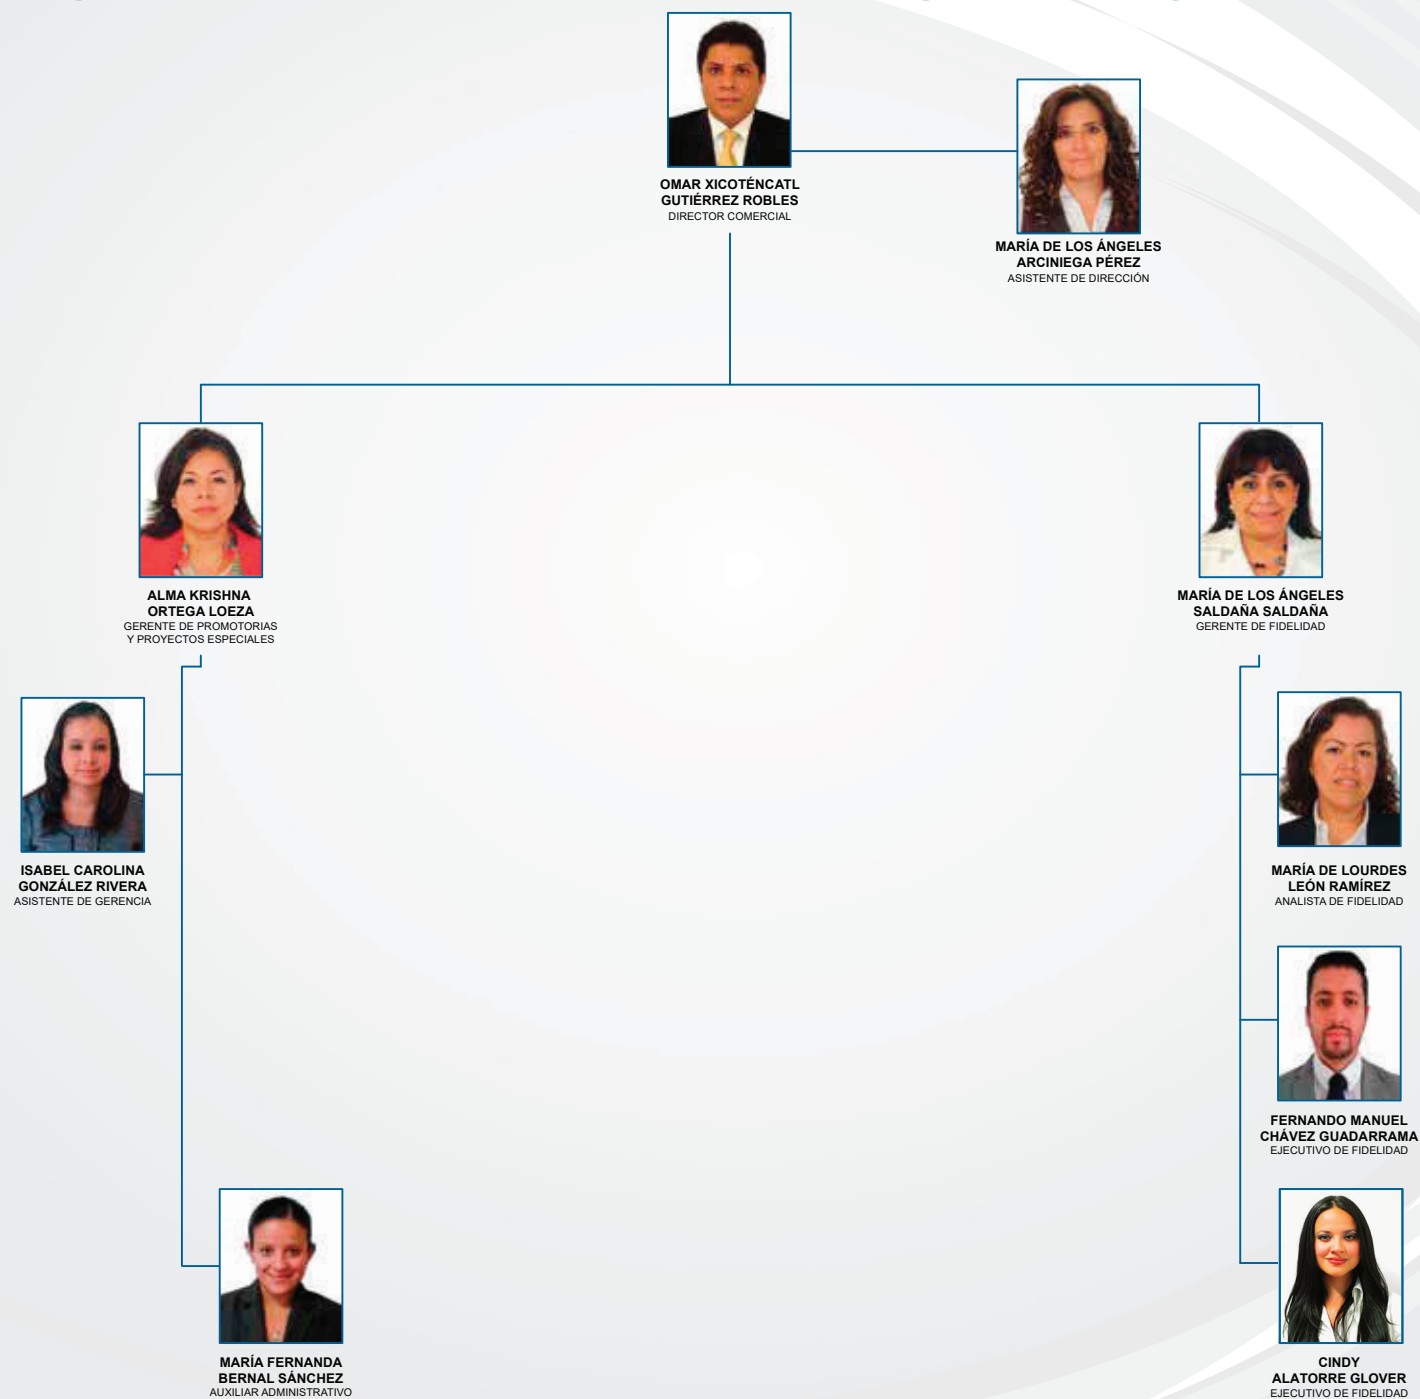 OMAR XICOTÉNCATL
GUTIÉRREZ ROBLES
DIRECTOR COMERCIAL
MARÍA DE LOS ÁNGELES
ARCINIEGA PÉREZ
ASISTENTE DE DIRECCIÓN
ALMA KRISHNA
ORTEGA LOEZA
GERENTE DE PROMOTORIAS
Y PROYECTOS ESPECIALES
MARÍA DE LOS ÁNGELES
SALDAÑA SALDAÑA
GERENTE DE FIDELIDAD
ISABEL CAROLINA
GONZÁLEZ RIVERA
ASISTENTE DE GERENCIA
MARÍA DE LOURDES
LEÓN RAMÍREZ
ANALISTA DE FIDELIDAD
FERNANDO MANUEL
CHÁVEZ GUADARRAMA
EJECUTIVO DE FIDELIDAD
MARÍA FERNANDA
BERNAL SÁNCHEZ
AUXILIAR ADMINISTRATIVO
CINDY
ALATORRE GLOVER
EJECUTIVO DE FIDELIDAD